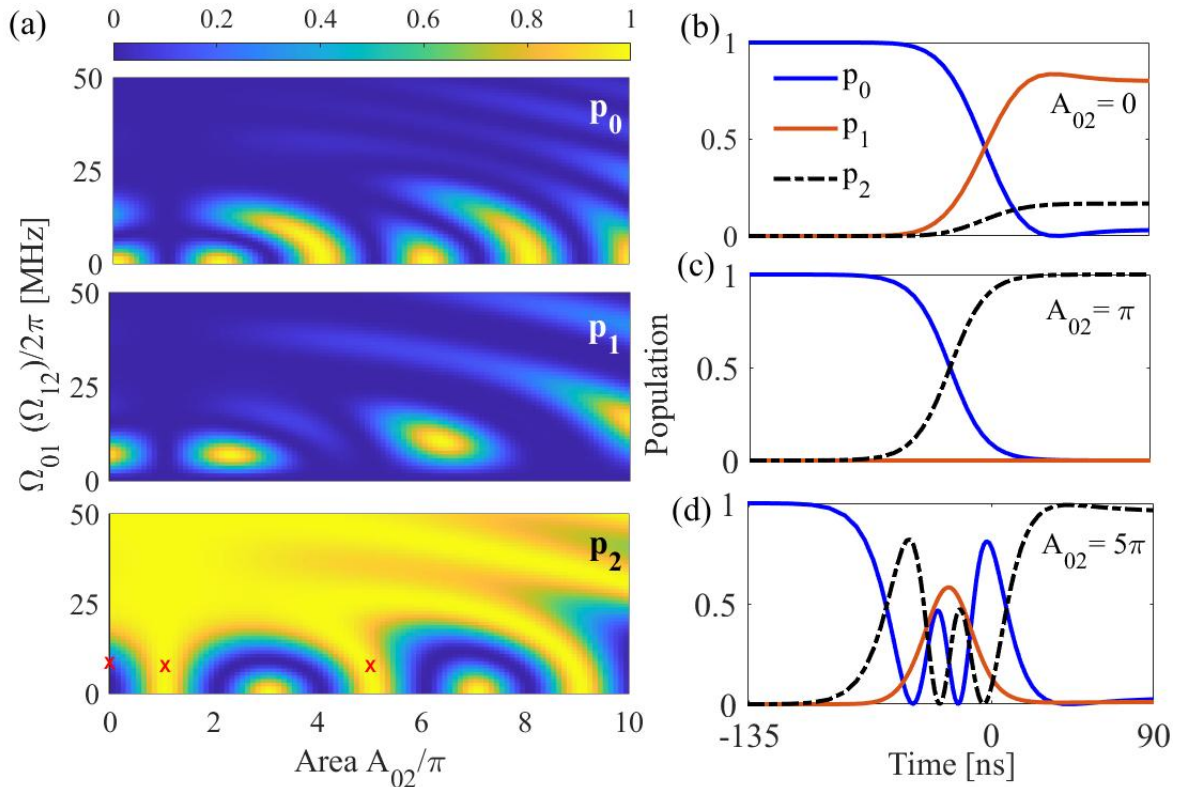 (a)
0 0.2 0.4 0.6 0.8 1
50
25
0
p₀
50
25
0
p₁
50
25
0
p₂
x x x
0 2 4 6 8 10
Area A₀₂/π
Ω₀₁ (Ω₁₂)/2π [MHz]
(b)
1
0.5
0
p₀
p₁
p₂
A₀₂= 0
(c)
1
0.5
0
A₀₂= π
(d)
1
0.5
0
A₀₂= 5π
Population
-135 0 90
Time [ns]